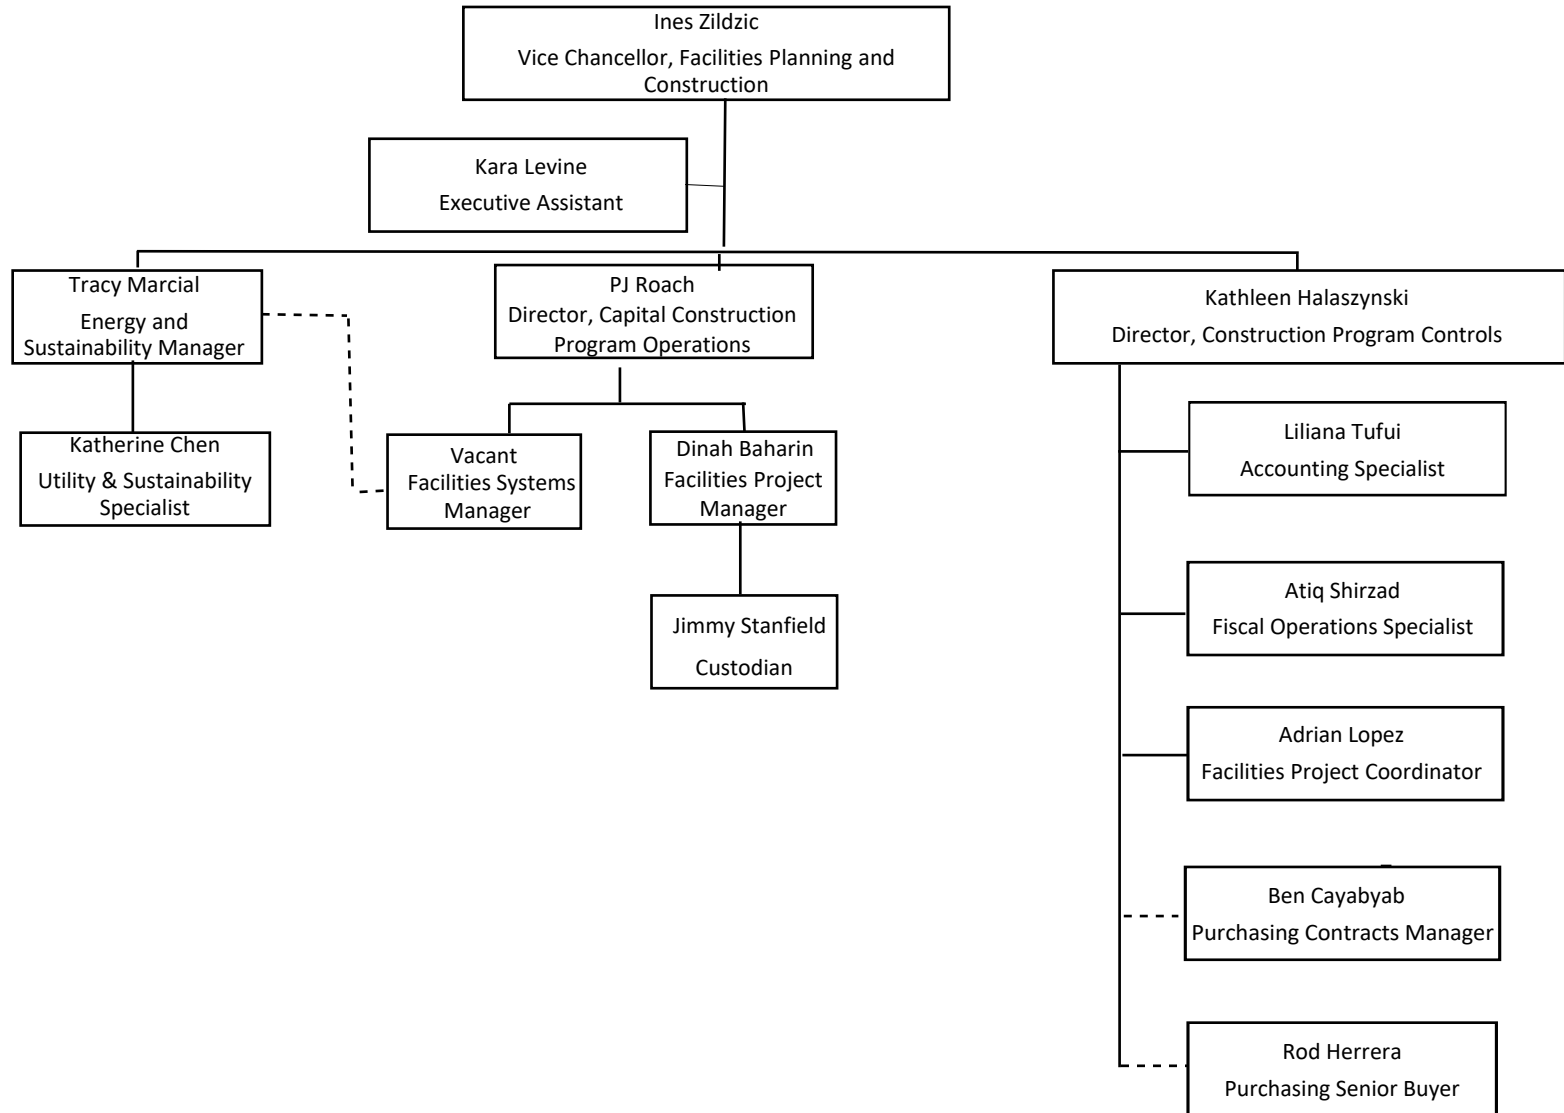 Ines Zildzic
Vice Chancellor, Facilities Planning and
Construction
Kara Levine
Executive Assistant
Tracy Marcial
Energy and
Sustainability Manager
PJ Roach
Director, Capital Construction
Program Operations
Kathleen Halaszynski
Director, Construction Program Controls
Katherine Chen
Utility & Sustainability
Specialist
Vacant
Facilities Systems
Manager
Dinah Baharin
Facilities Project
Manager
Jimmy Stanfield
Custodian
Liliana Tufui
Accounting Specialist
Atiq Shirzad
Fiscal Operations Specialist
Adrian Lopez
Facilities Project Coordinator
Ben Cayabyab
Purchasing Contracts Manager
Rod Herrera
Purchasing Senior Buyer